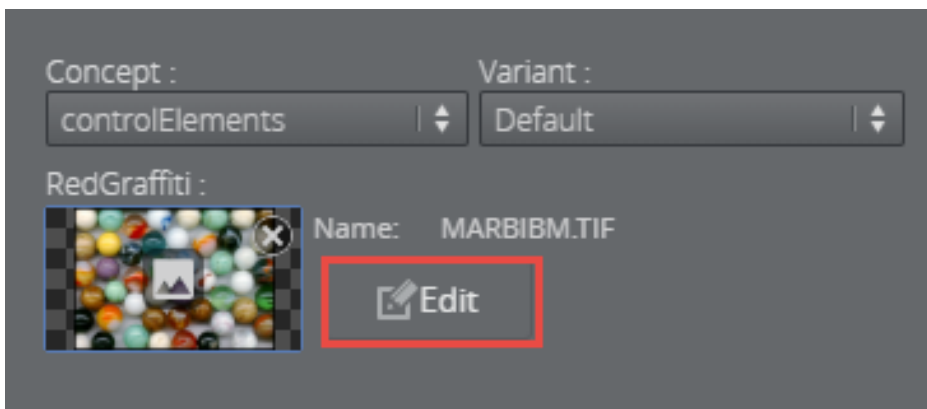 Concept : Variant :
controlElements Default
RedGraffiti :
Name: MARBIBM.TIF
Edit